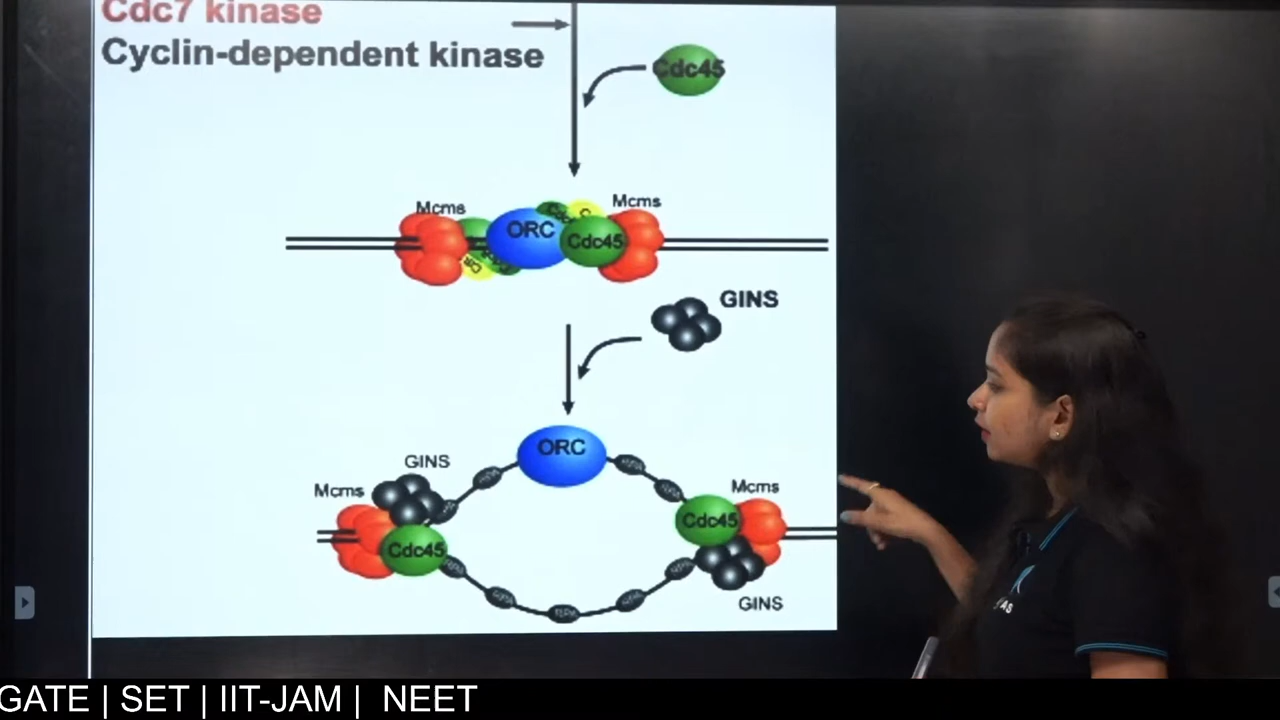 Cdc7 kinase
Cyclin-dependent kinase
Cdc45
Mcms
Mcms
ORC
Cdc45
GINS
ORC
GINS
Mcms
Mcms
Cdc45
Cdc45
GINS
GATE | SET | IIT-JAM | NEET